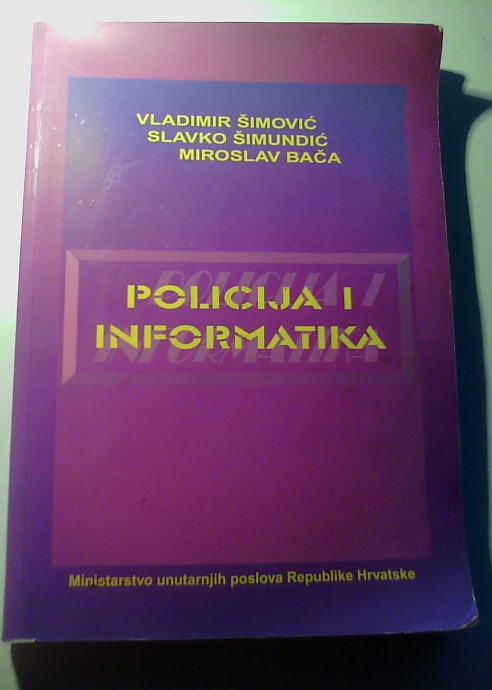 VLADIMIR ŠIMOVIĆ
SLAVKO ŠIMUNDIĆ
MIROSLAV BAČA
POLICIJA I
INFORMATIKA
Ministarstvo unutarnjih poslova Republike Hrvatske